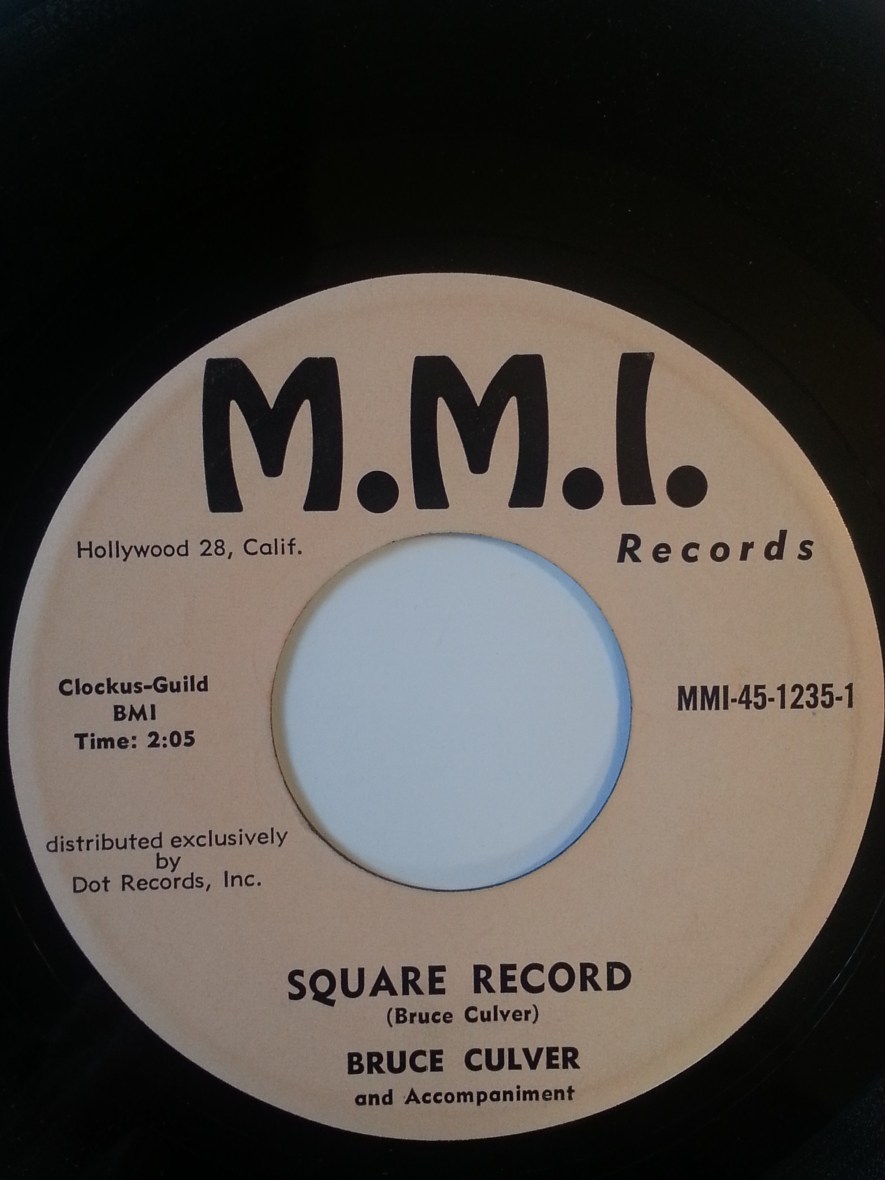 M.M.I.
Hollywood 28, Calif.
Records
Clockus-Guild
BMI
Time: 2:05
MMI-45-1235-1
distributed exclusively
by
Dot Records, Inc.
SQUARE RECORD
(Bruce Culver)
BRUCE CULVER
and Accompaniment